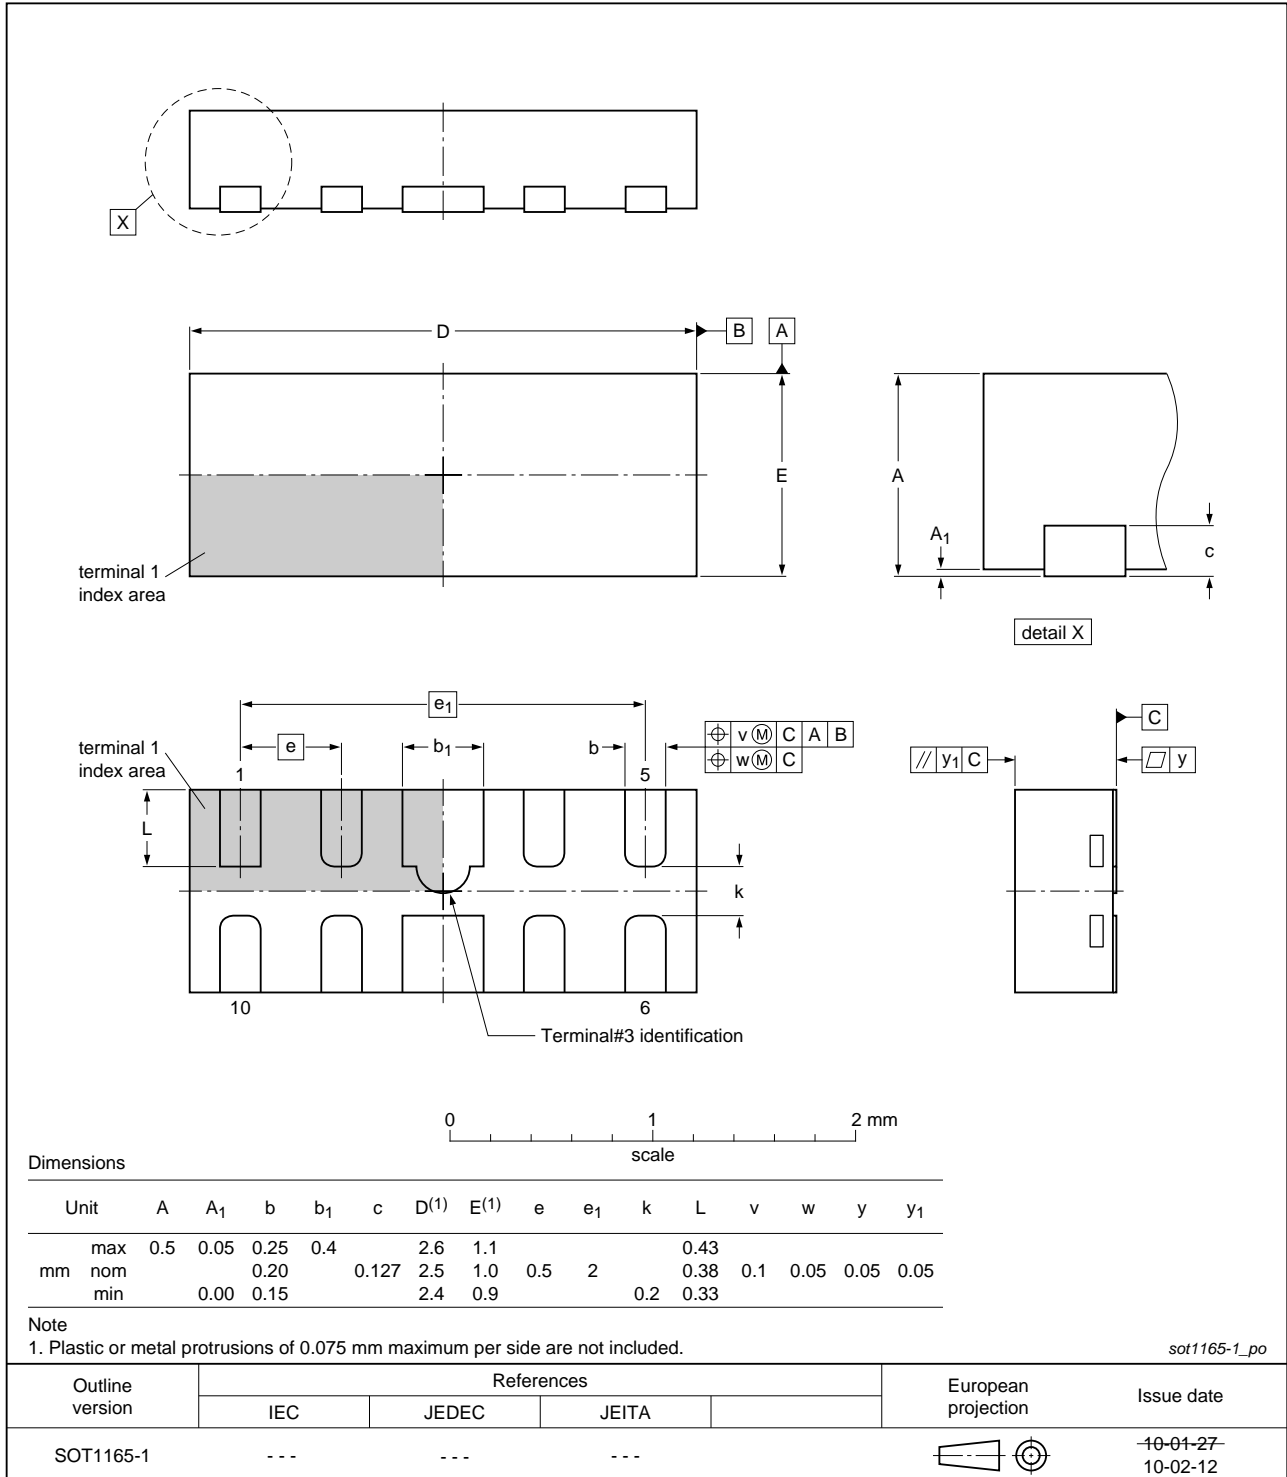 X
D
B
A
E
A
A1
c
terminal 1
index area
detail X
e1
e
b1
b
v M C A B
w M C
C
terminal 1
index area
1
5
// y1 C
y
L
k
10
6
Terminal#3 identification
0 1 2 mm
scale
Dimensions
Unit A A1 b b1 c D(1) E(1) e e1 k L v w y y1
max 0.5 0.05 0.25 0.4 2.6 1.1 0.43
mm nom 0.20 0.127 2.5 1.0 0.5 2 0.38 0.1 0.05 0.05 0.05
min 0.00 0.15 2.4 0.9 0.2 0.33
Note
1. Plastic or metal protrusions of 0.075 mm maximum per side are not included.
sot1165-1_po
Outline version
References
IEC JEDEC JEITA
European projection
Issue date
SOT1165-1 - - - - - - - - -
10-01-27
10-02-12